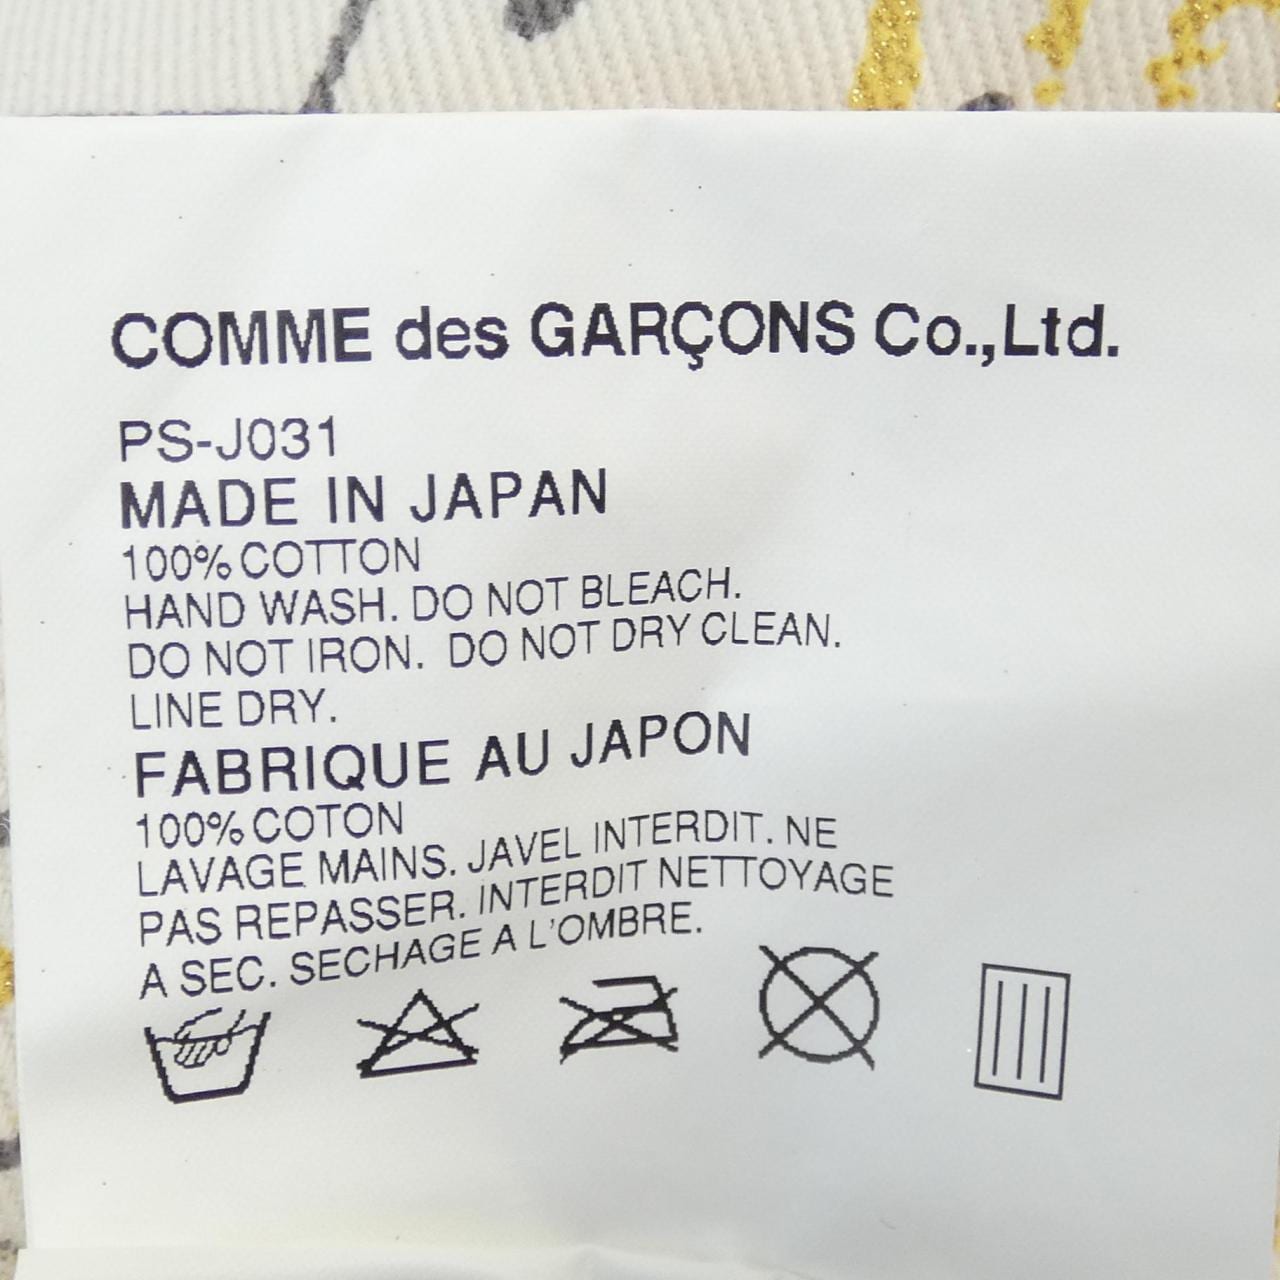 COMME des GARÇONS Co.,Ltd.
PS-J031
MADE IN JAPAN
100% COTTON
HAND WASH. DO NOT BLEACH.
DO NOT IRON. DO NOT DRY CLEAN.
LINE DRY.
FABRIQUE AU JAPON
100% COTON
LAVAGE MAINS. JAVEL INTERDIT. NE
PAS REPASSER. INTERDIT NETTOYAGE
A SEC. SECHAGE A L'OMBRE.